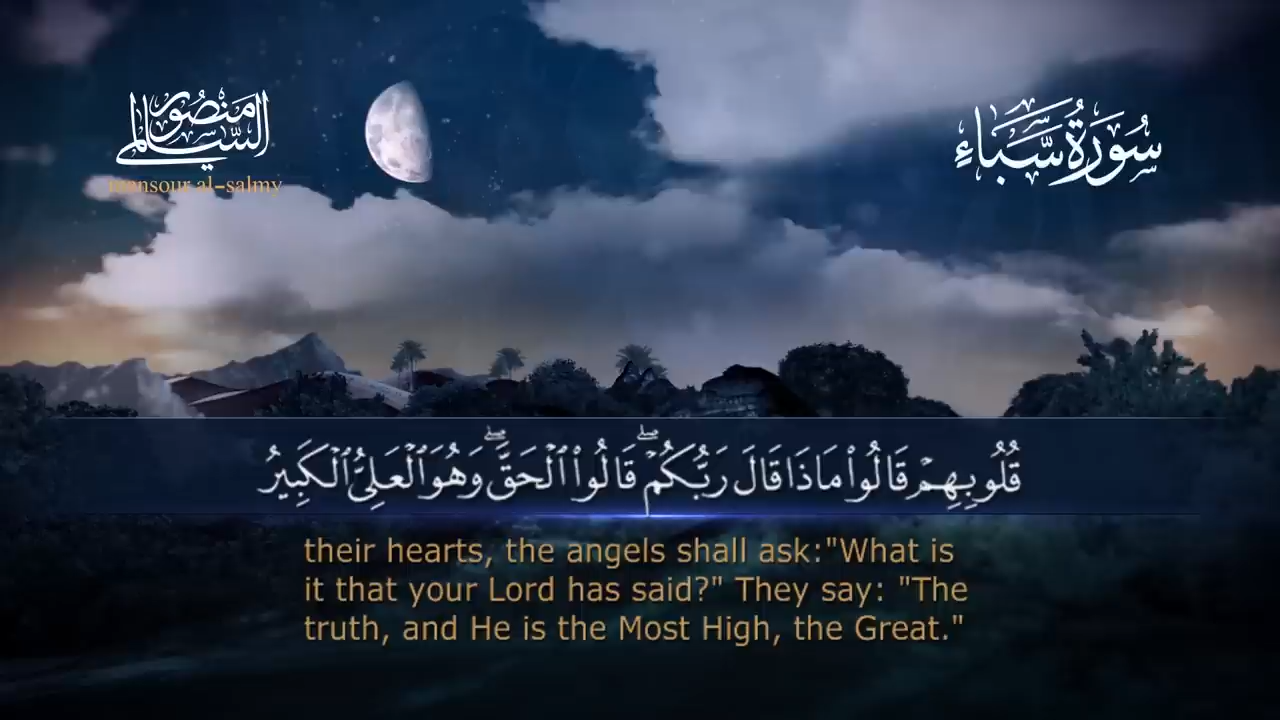 منصور السالمي
mansour al-salmy
سُورَةُ سَبَاء
قُلُوبِهِمْ قَالُوا۟ مَاذَا قَالَ رَبُّكُمْ ۖ قَالُوا۟ ٱلْحَقَّ ۖ وَهُوَ ٱلْعَلِىُّ ٱلْكَبِيرُ
their hearts, the angels shall ask:"What is
it that your Lord has said?" They say: "The
truth, and He is the Most High, the Great."